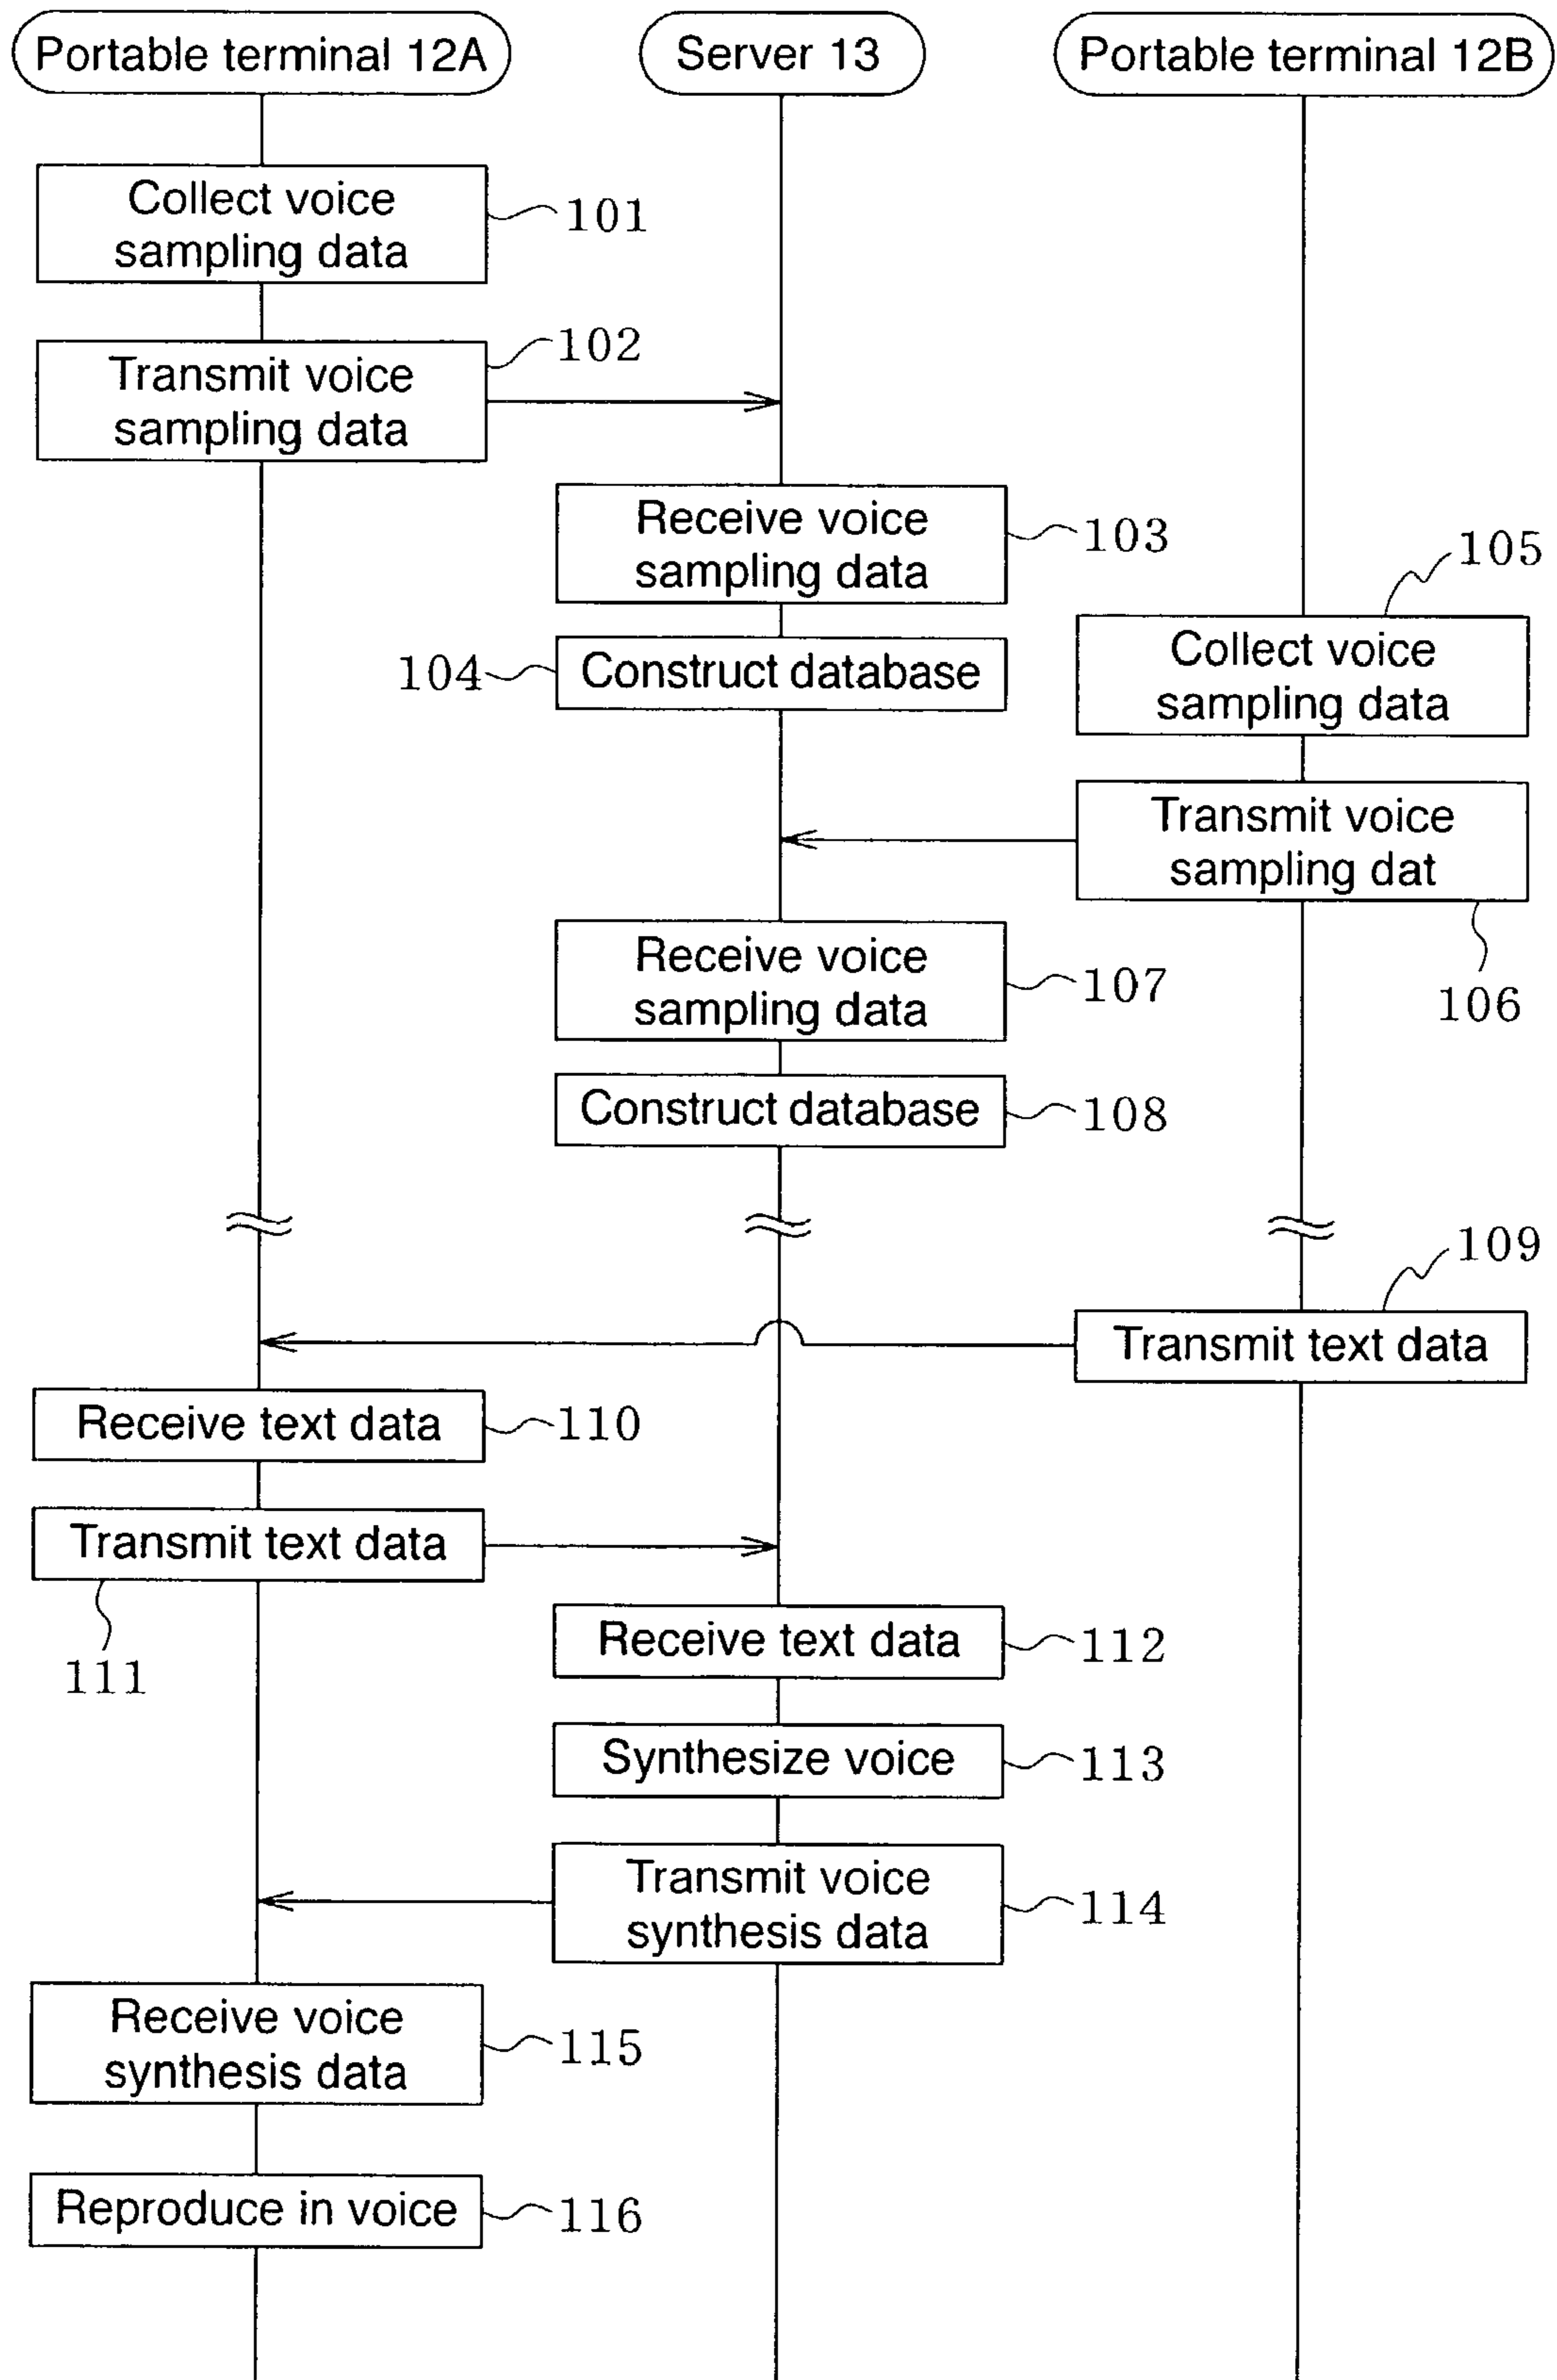 Portable terminal 12A
Server 13
Portable terminal 12B
Collect voice
sampling data
101
Transmit voice
sampling data
102
Receive voice
sampling data
103
Construct database
104
105
Collect voice
sampling data
Transmit voice
sampling dat
106
Receive voice
sampling data
107
Construct database
108
109
Transmit text data
Receive text data
110
Transmit text data
111
Receive text data
112
Synthesize voice
113
Transmit voice
synthesis data
114
Receive voice
synthesis data
115
Reproduce in voice
116